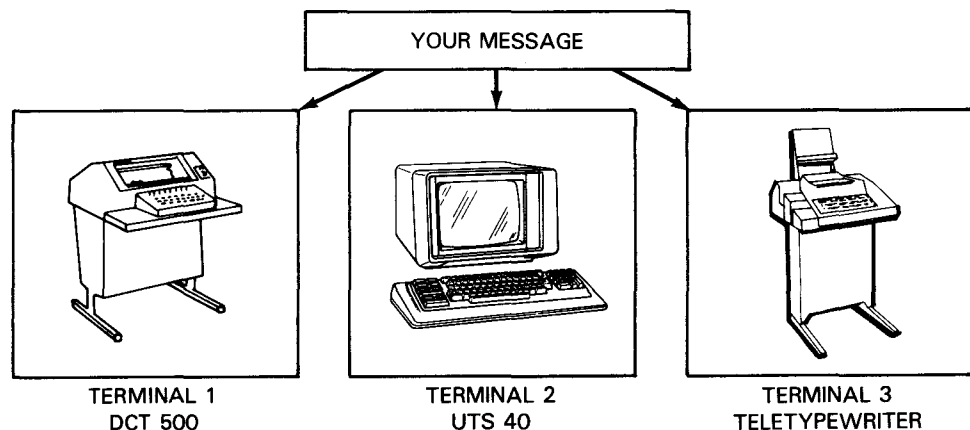 YOUR MESSAGE
TERMINAL 1
DCT 500
TERMINAL 2
UTS 40
TERMINAL 3
TELETYPEWRITER